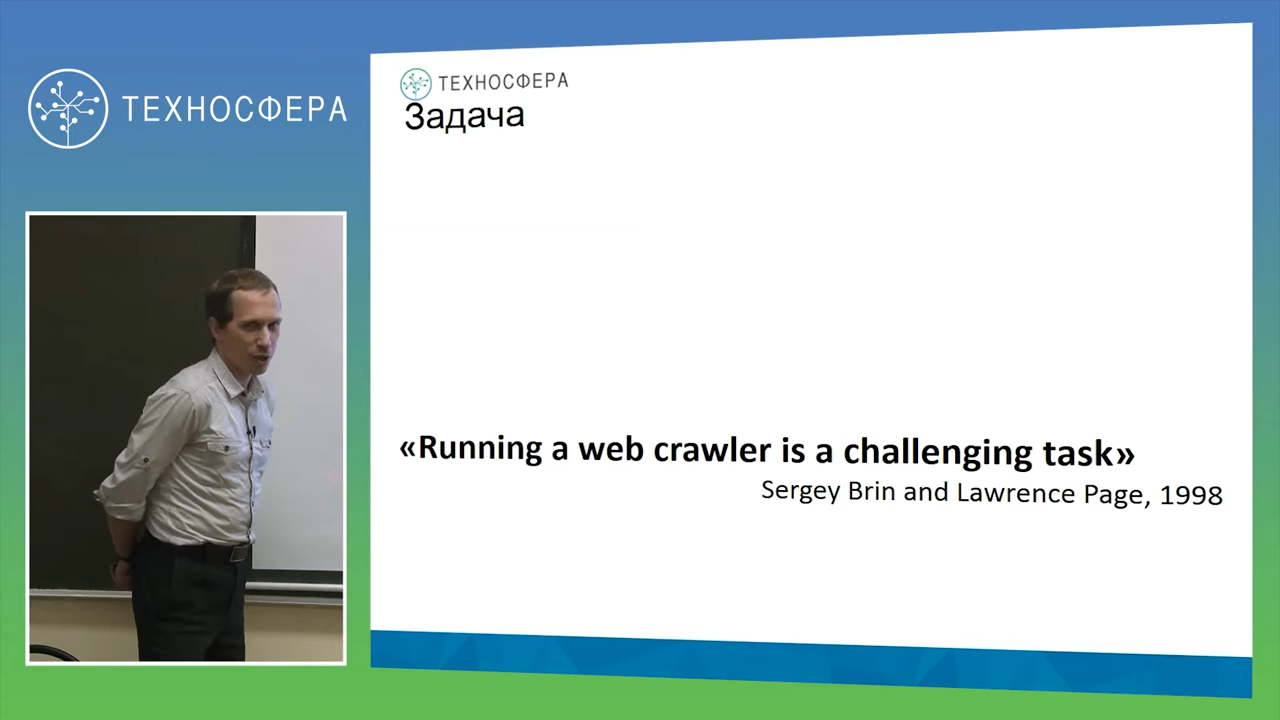 ТЕХНОСФЕРА
ТЕХНОСФЕРА
Задача
«Running a web crawler is a challenging task»
Sergey Brin and Lawrence Page, 1998